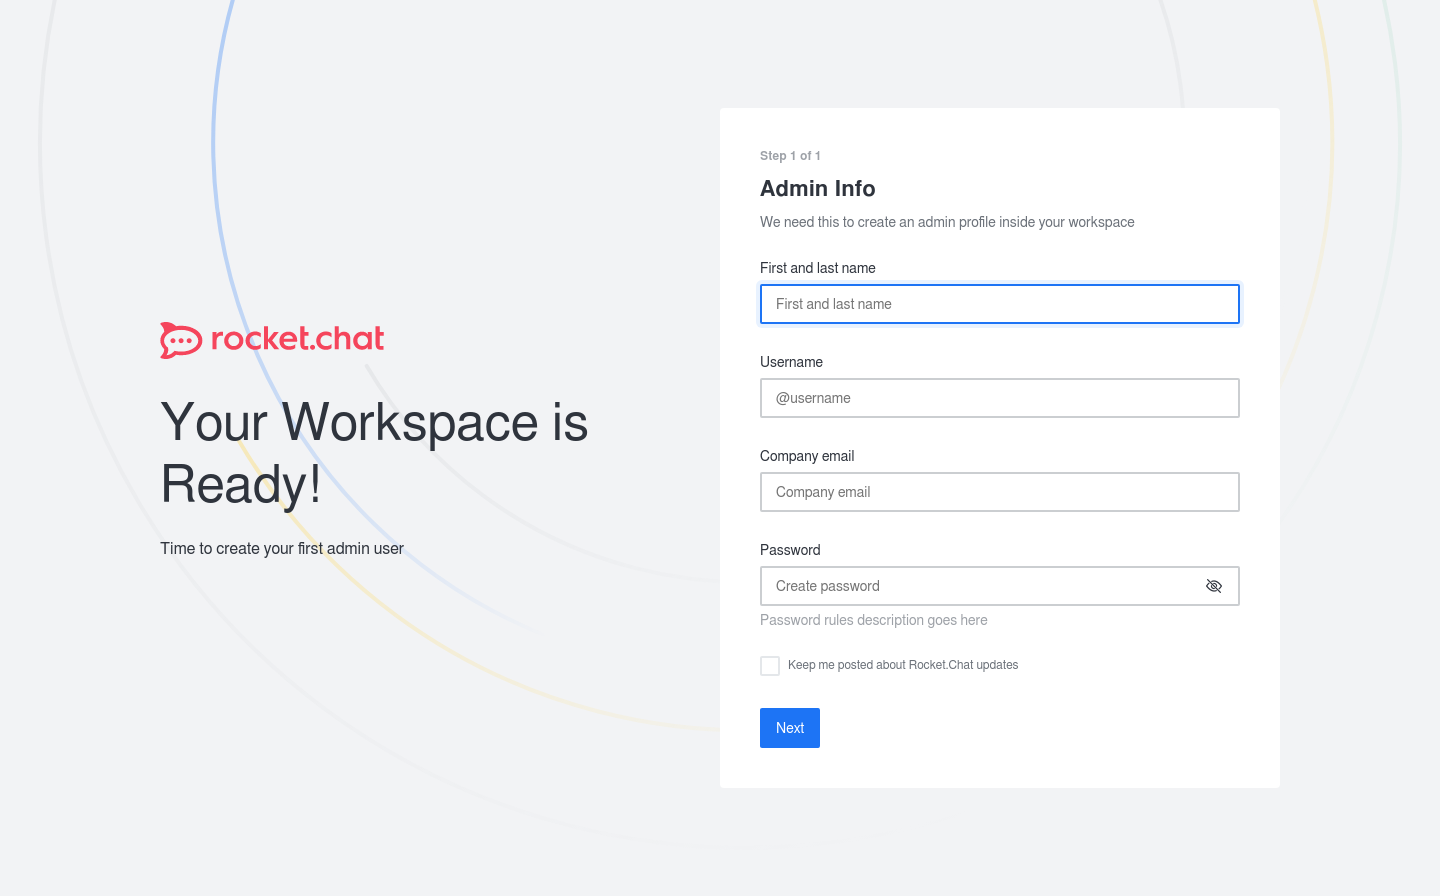 rocket.chat
Your Workspace is
Ready!
Time to create your first admin user
Step 1 of 1
Admin Info
We need this to create an admin profile inside your workspace
First and last name
First and last name
Username
@username
Company email
Company email
Password
Create password
Password rules description goes here
Keep me posted about Rocket.Chat updates
Next